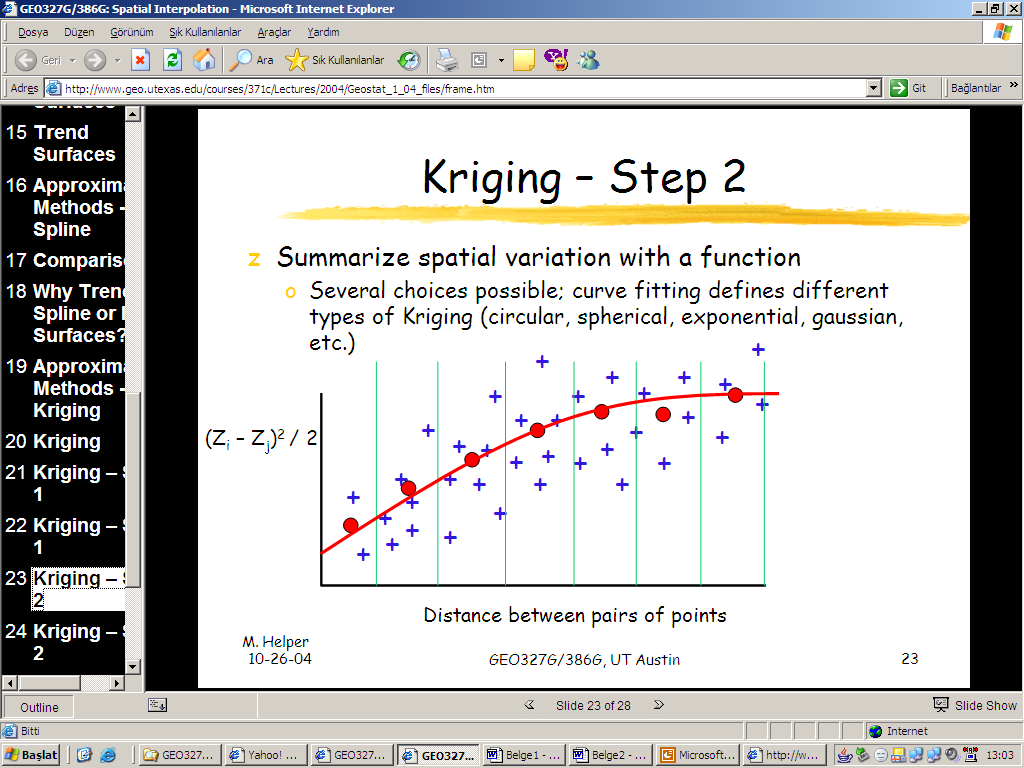 GEO327G/386G: Spatial Interpolation - Microsoft Internet Explorer
Dosya Düzen Görünüm Sık Kullanılanlar Araçlar Yardım
Geri Ara Sık Kullanılanlar
Adres http://www.geo.utexas.edu/courses/371c/Lectures/2004/Geostat_1_04_files/frame.htm Git Bağlantılar »
Surfaces
15 Trend
Surfaces
16 Approxima
Methods -
Spline
17 Comparis
18 Why Tren
Spline or
Surfaces?
19 Approxima
Methods -
Kriging
20 Kriging
21 Kriging – S
1
22 Kriging – S
1
23 Kriging – S
2
24 Kriging – S
2
Kriging – Step 2
z Summarize spatial variation with a function
o Several choices possible; curve fitting defines different
types of Kriging (circular, spherical, exponential, gaussian,
etc.)
(Zi – Zj)2 / 2
Distance between pairs of points
M. Helper
10-26-04
GEO327G/386G, UT Austin
23
Outline Slide 23 of 28 Slide Show
Bitti Internet
Başlat GEO327... Yahoo! ... GEO327... GEO327... Belge1 - ... Belge2 - ... Microsoft... http://w... 13:03